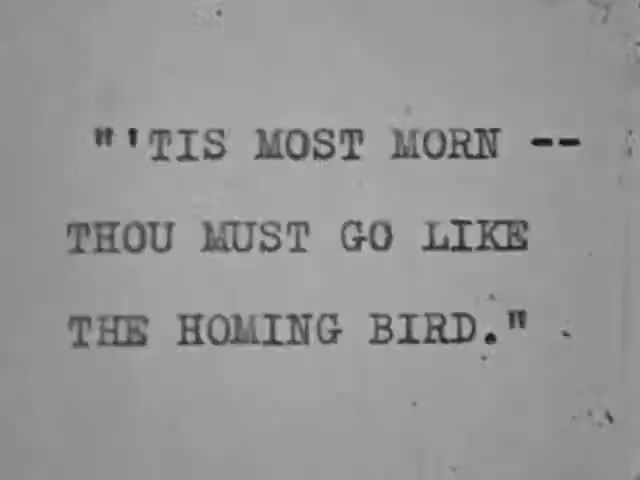 "'TIS MOST MORN --
THOU MUST GO LIKE
THE HOMING BIRD."